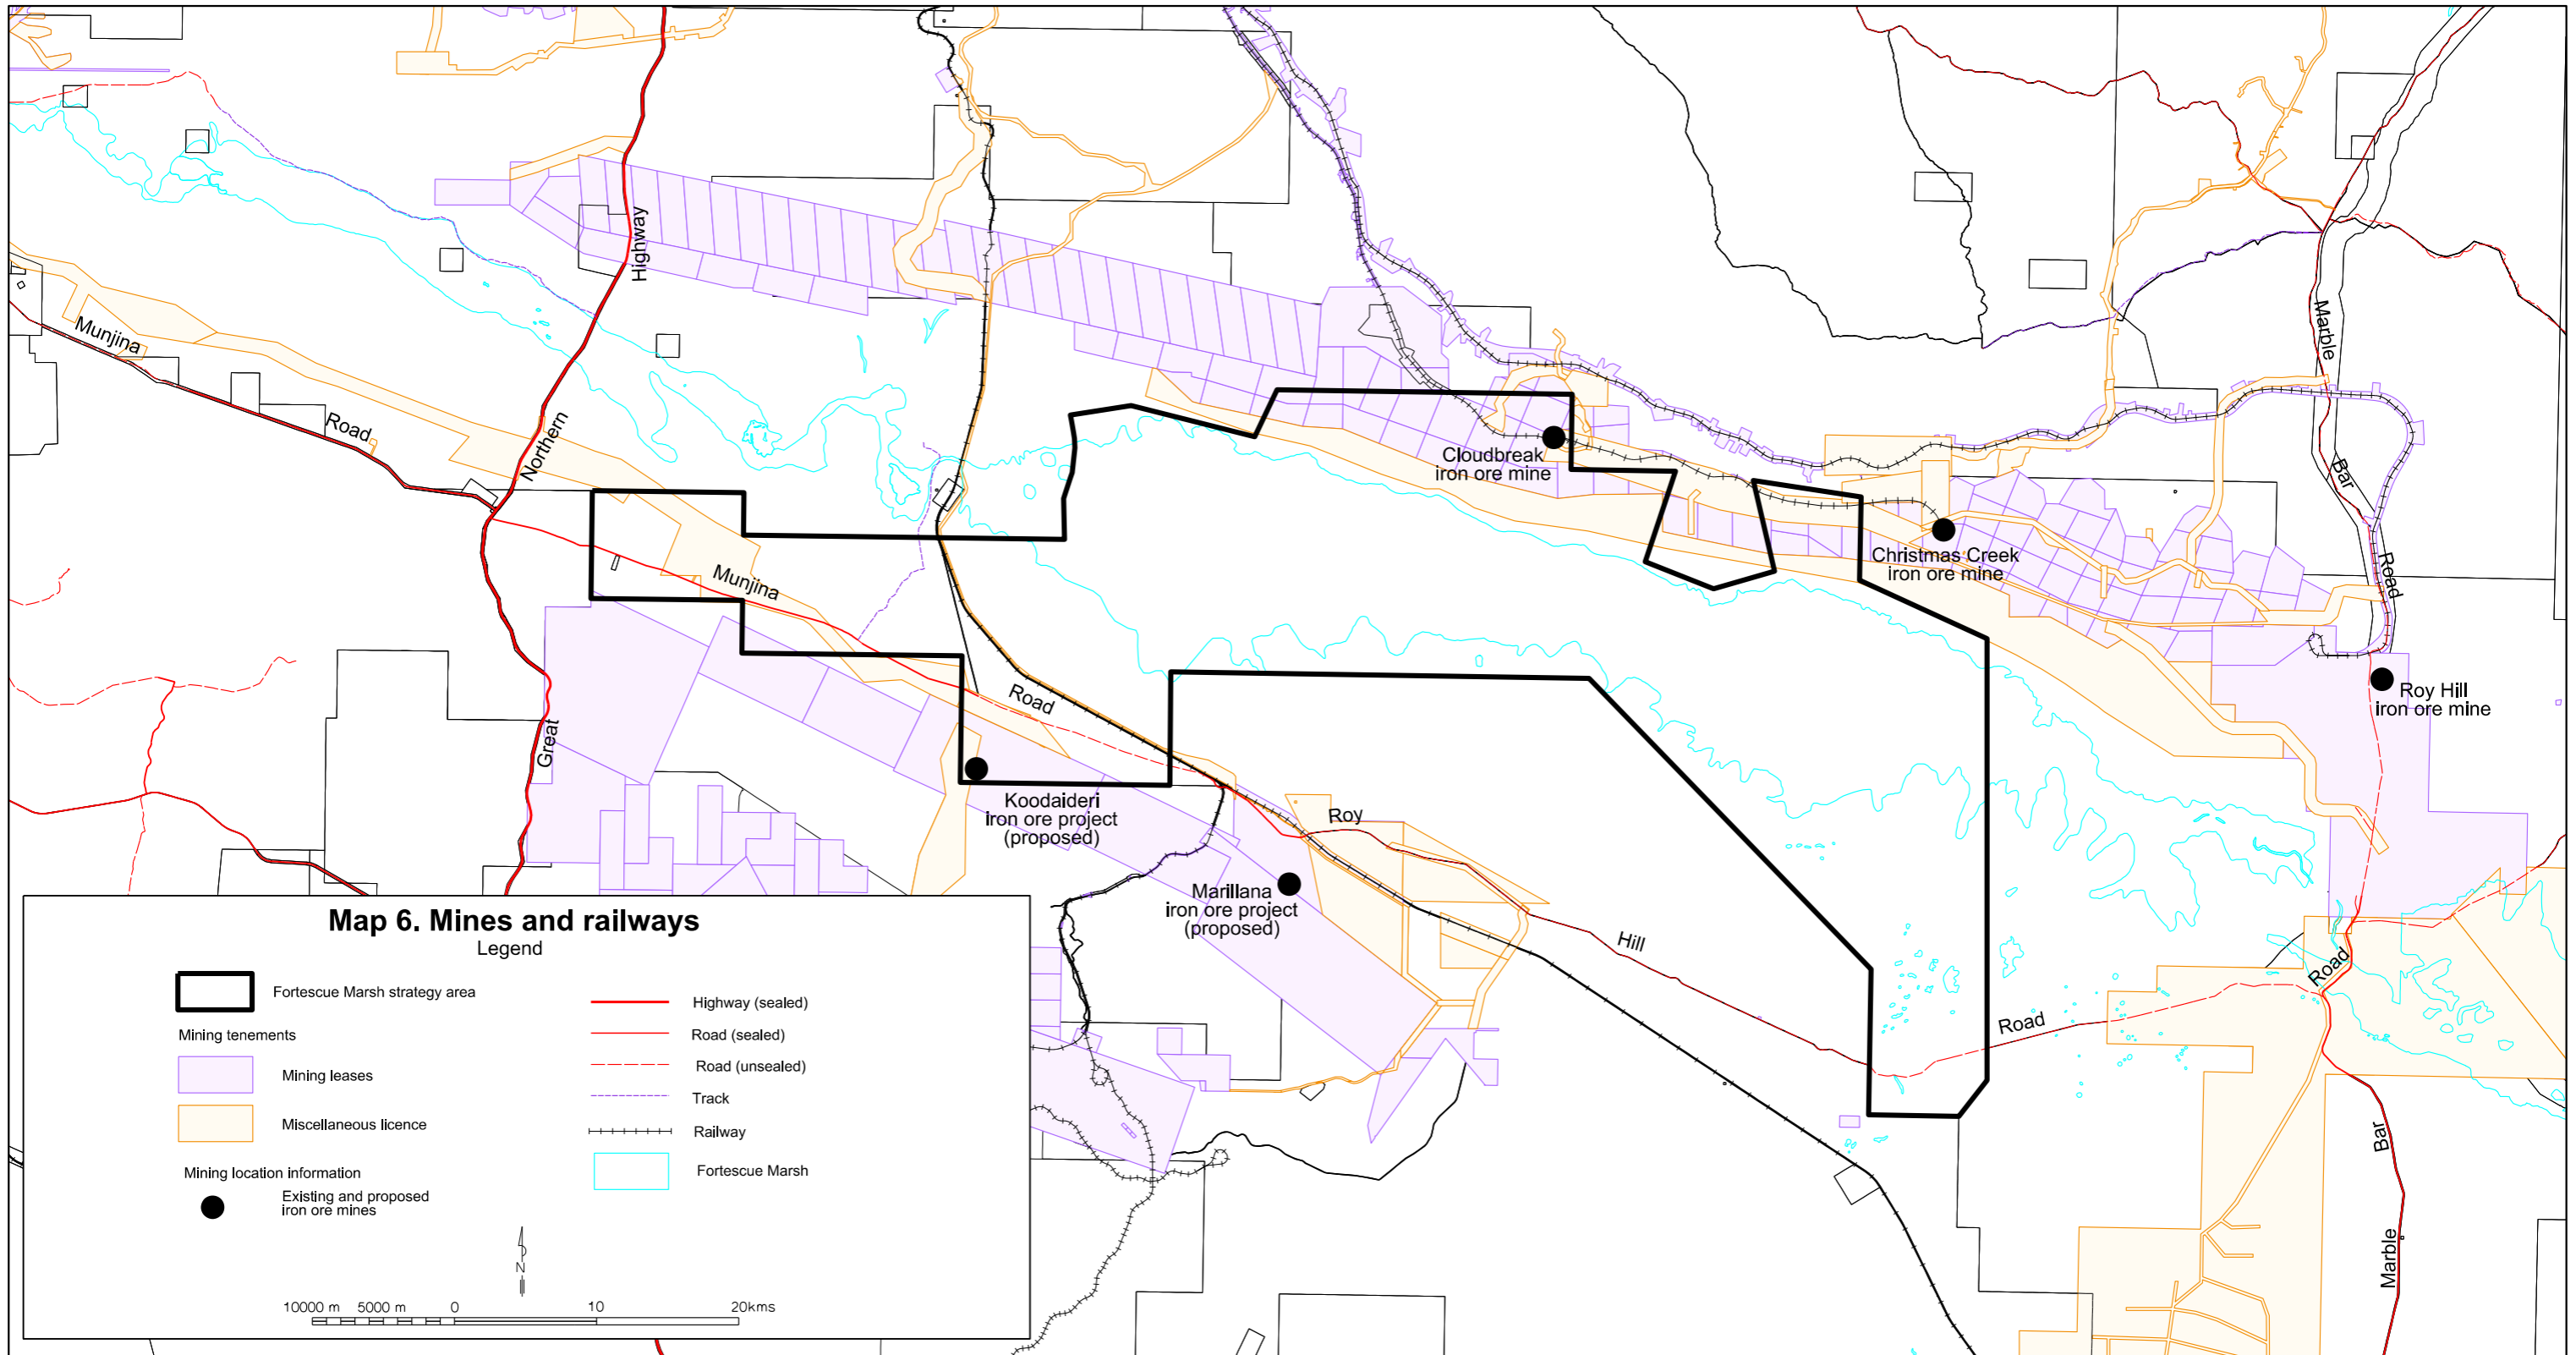 Highway
Munjina
Road
Northern
Marble
Bar
Road
Cloudbreak
iron ore mine
Christmas Creek
iron ore mine
Munjina
Road
Great
Roy Hill
iron ore mine
Koodaideri
iron ore project
(proposed)
Roy
Marillana
iron ore project
(proposed)
Hill
Road
Road
Bar
Marble
Map 6. Mines and railways
Legend
Fortescue Marsh strategy area
Mining tenements
Mining leases
Miscellaneous licence
Mining location information
Existing and proposed
iron ore mines
Highway (sealed)
Road (sealed)
Road (unsealed)
Track
Railway
Fortescue Marsh
N
10000 m 5000 m 0 10 20kms